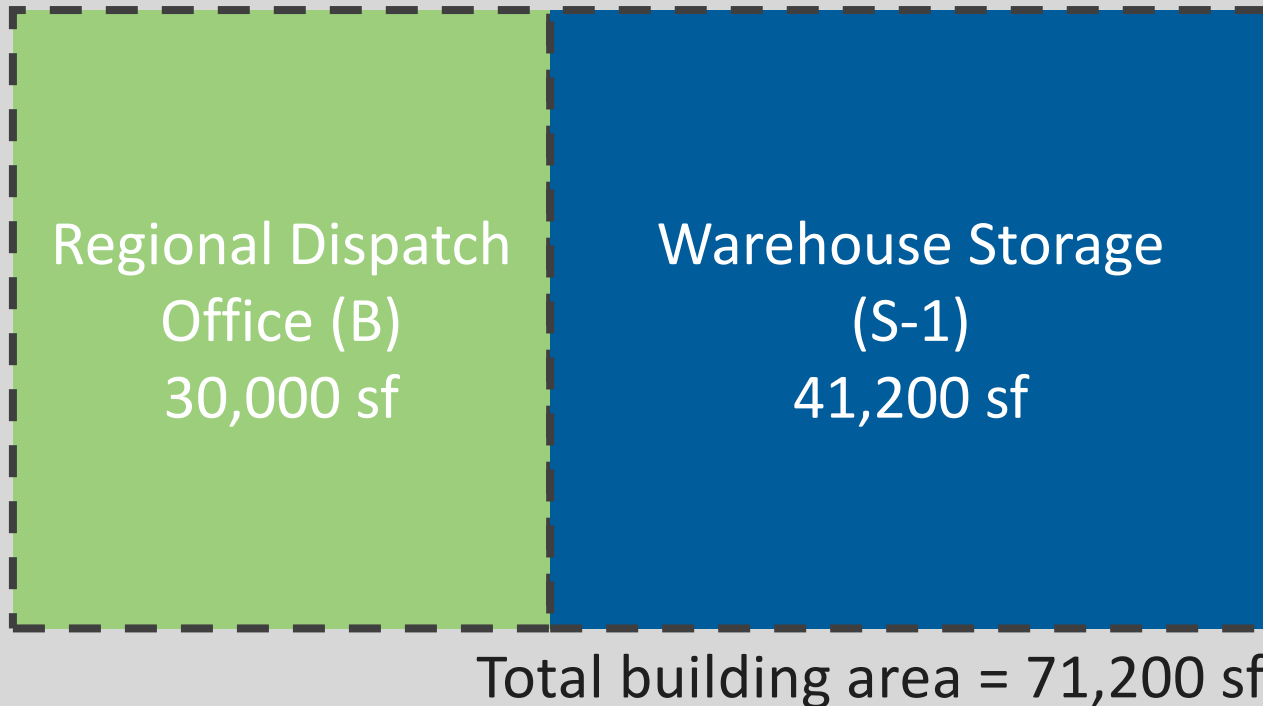 Regional Dispatch
Office (B)
30,000 sf
Warehouse Storage
(S-1)
41,200 sf
Total building area = 71,200 sf